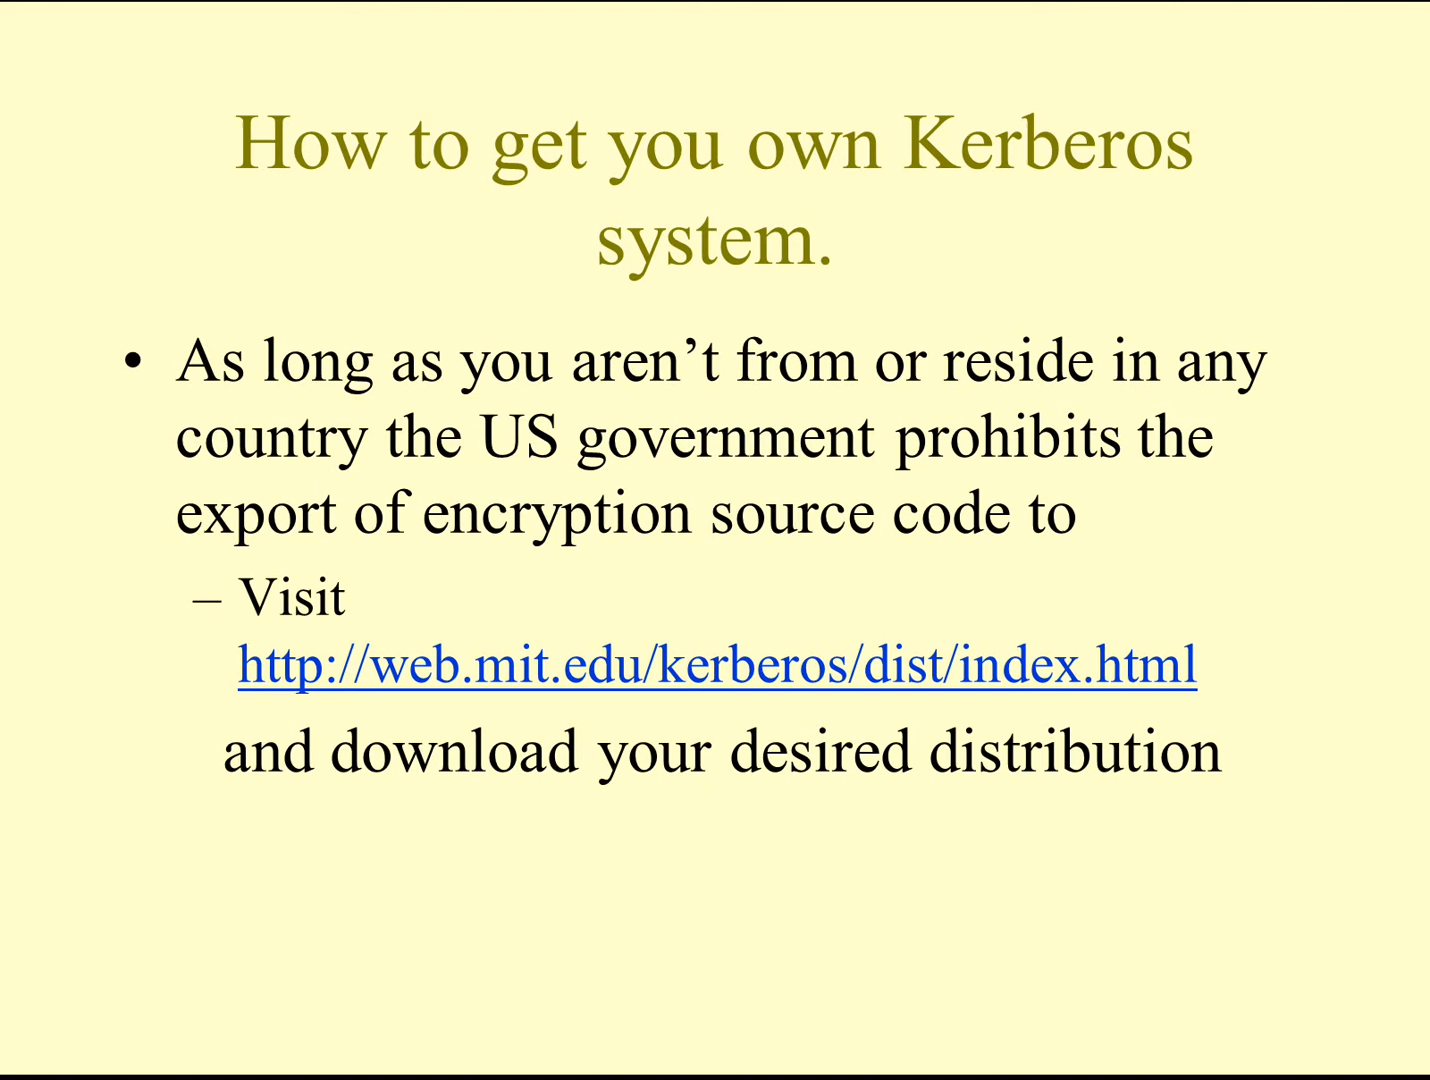 How to get you own Kerberos
system.
• As long as you aren’t from or reside in any
country the US government prohibits the
export of encryption source code to
– Visit
http://web.mit.edu/kerberos/dist/index.html
and download your desired distribution